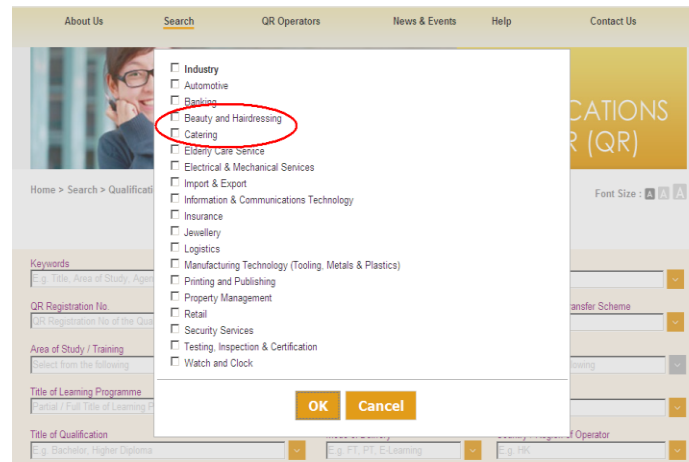 About Us Search QR Operators News & Events Help Contact Us
Industry
Automotive
Banking
Beauty and Hairdressing
Catering
Elderly Care Service
Electrical & Mechanical Services
Import & Export
Information & Communications Technology
Insurance
Jewellery
Logistics
Manufacturing Technology (Tooling, Metals & Plastics)
Printing and Publishing
Property Management
Retail
Security Services
Testing, Inspection & Certification
Watch and Clock
OK Cancel
CATIONS
R (QR)
Home > Search > Qualificati
Font Size : A A A
Keywords
E.g. Title, Area of Study, Agen
QR Registration No.
ansfer Scheme
QR Registration No of the Qua
Area of Study / Training
Select from the following
lowing
Title of Learning Programme
Partial / Full Title of Learning P
Title of Qualification
of Operator
E.g. Bachelor, Higher Diploma
E.g. FT, PT, E-Learning
E.g. HK